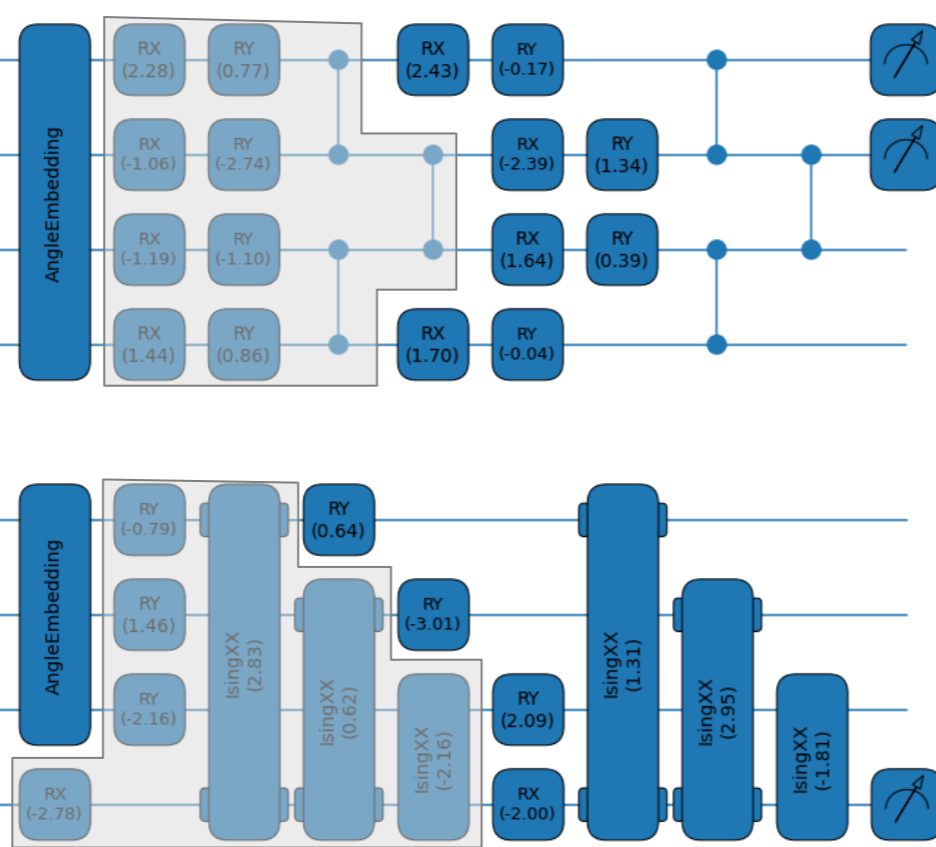 AngleEmbedding
RX
(2.28)
RY
(0.77)
RX
(2.43)
RY
(-0.17)
RX
(-1.06)
RY
(-2.74)
RX
(-2.39)
RY
(1.34)
RX
(-1.19)
RY
(-1.10)
RX
(1.64)
RY
(0.39)
RX
(1.44)
RY
(0.86)
RX
(1.70)
RY
(-0.04)
AngleEmbedding
RY
(-0.79)
IsingXX
(2.83)
RY
(0.64)
IsingXX
(1.31)
RY
(1.46)
IsingXX
(0.62)
RY
(-3.01)
IsingXX
(2.95)
RY
(-2.16)
IsingXX
(-2.16)
RY
(2.09)
IsingXX
(-1.81)
RX
(-2.78)
RX
(-2.00)